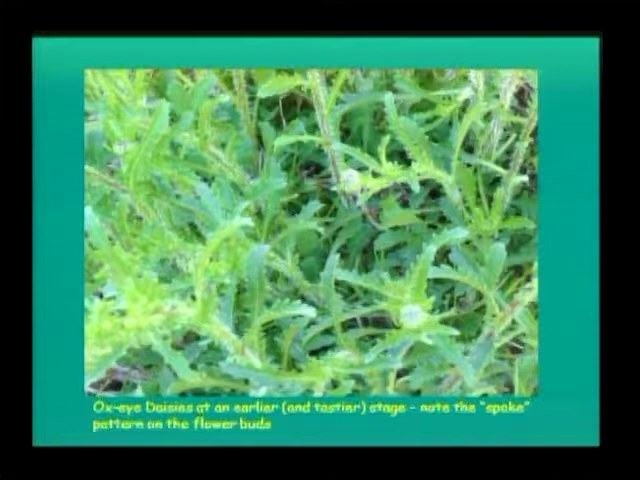 Ox-eye Daisies at an earlier (and tastier) stage - note the "spoke"
pattern on the flower buds